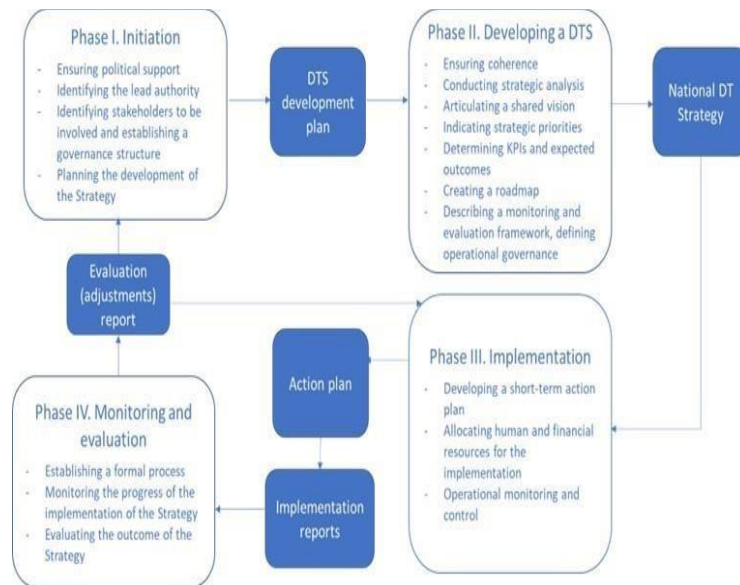 Phase I. Initiation
- Ensuring political support
- Identifying the lead authority
- Identifying stakeholders to be
involved and establishing a
governance structure
- Planning the development of
the Strategy
DTS
development
plan
Phase II. Developing a DTS
- Ensuring coherence
- Conducting strategic analysis
- Articulating a shared vision
- Indicating strategic priorities
- Determining KPIs and expected
outcomes
- Creating a roadmap
- Describing a monitoring and
evaluation framework, defining
operational governance
National DT
Strategy
Evaluation
(adjustments)
report
Phase III. Implementation
- Developing a short-term action
plan
- Allocating human and financial
resources for the
implementation
- Operational monitoring and
control
Action plan
Implementation
reports
Phase IV. Monitoring and
evaluation
- Establishing a formal process
- Monitoring the progress of the
implementation of the Strategy
- Evaluating the outcome of the
Strategy